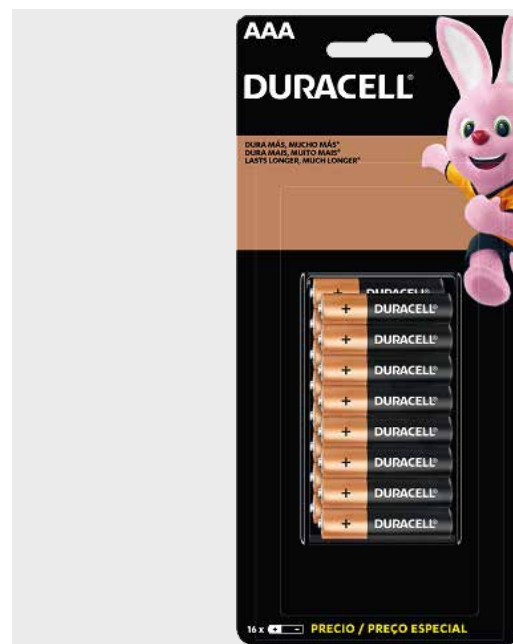 AAA
DURACELL®
DURA MÁS, MUCHO MÁS*
DURA MAIS, MUITO MAIS*
LASTS LONGER, MUCH LONGER*
DURACELL
+ DURACELL®
+ DURACELL®
+ DURACELL®
+ DURACELL®
+ DURACELL®
+ DURACELL®
+ DURACELL®
+ DURACELL®
16 x + - PRECIO / PREÇO ESPECIAL